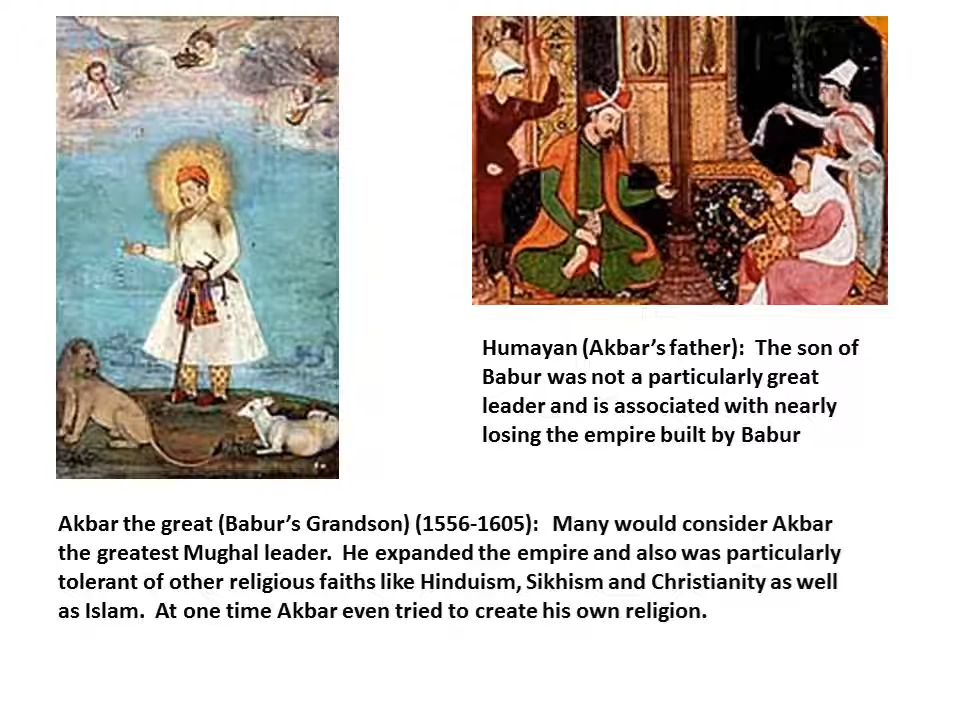 Humayan (Akbar's father):  The son of
Babur was not a particularly great
leader and is associated with nearly
losing the empire built by Babur
Akbar the great (Babur's Grandson) (1556-1605):   Many would consider Akbar
the greatest Mughal leader.  He expanded the empire and also was particularly
tolerant of other religious faiths like Hinduism, Sikhism and Christianity as well
as Islam.  At one time Akbar even tried to create his own religion.